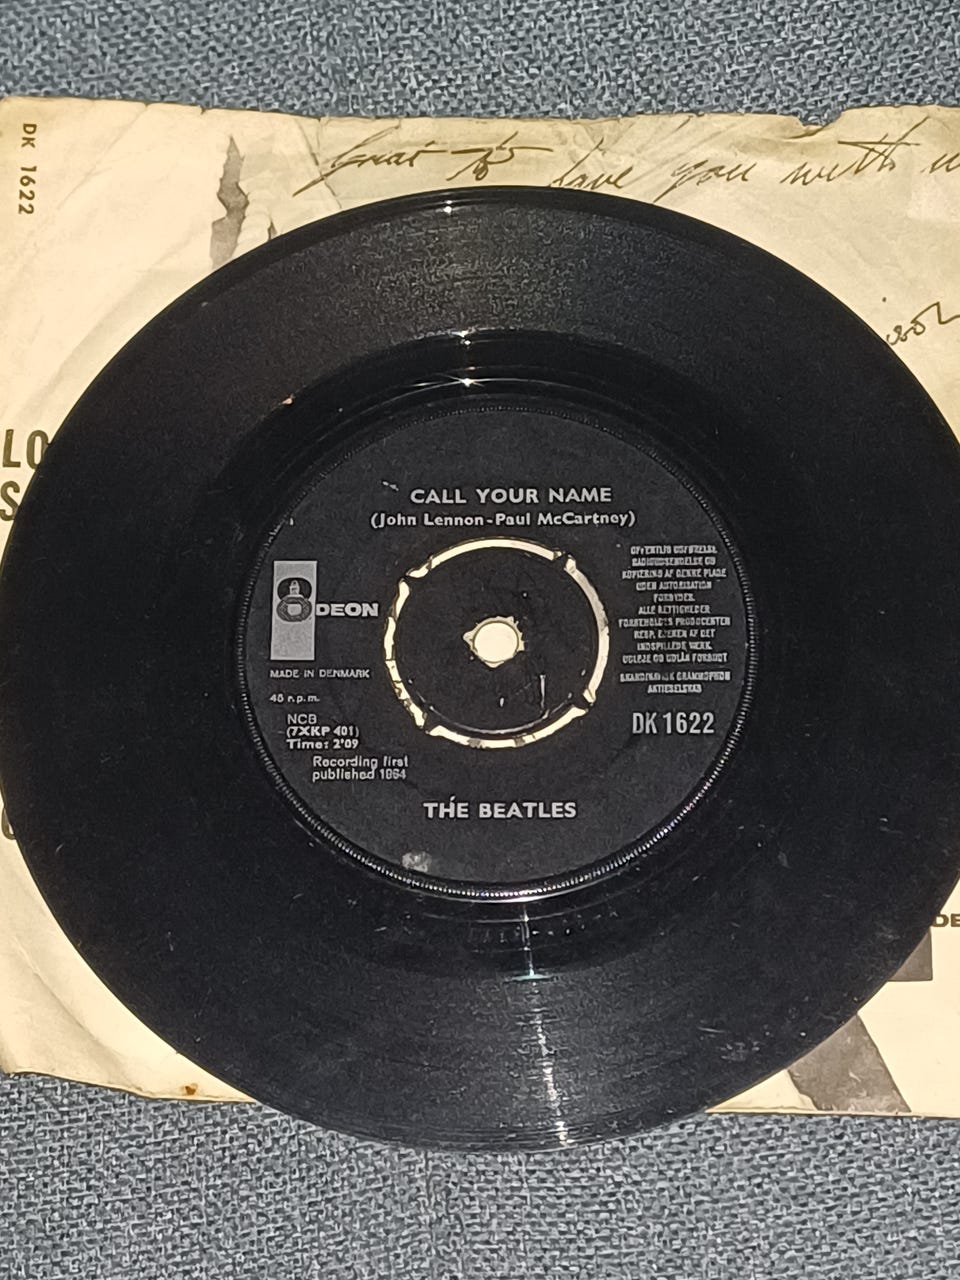 DK 1622
Great to have you with
LO
S
CALL YOUR NAME
(John Lennon-Paul McCartney)
ODEON
OFFENTLIG UDFØRELSE
RADIOUDSENDELSE OG
KOPIERING AF DENNE PLADE
UDEN AUTORISATION
FORBYDES.
ALLE RETTIGHEDER
FORBEHOLDES PRODUCENTEN
RESP. EJEREN AF DET
INDSPILLEDE VÆRK.
UDLEJE OG UDLÅN FORBUDT
SKANDINAVISK GRAMMOPHON
AKTIESELSKAB
MADE IN DENMARK
45 r.p.m.
NCB
(7XKP 401)
Time: 2'09
Recording first
published 1964
DK 1622
THE BEATLES
DE